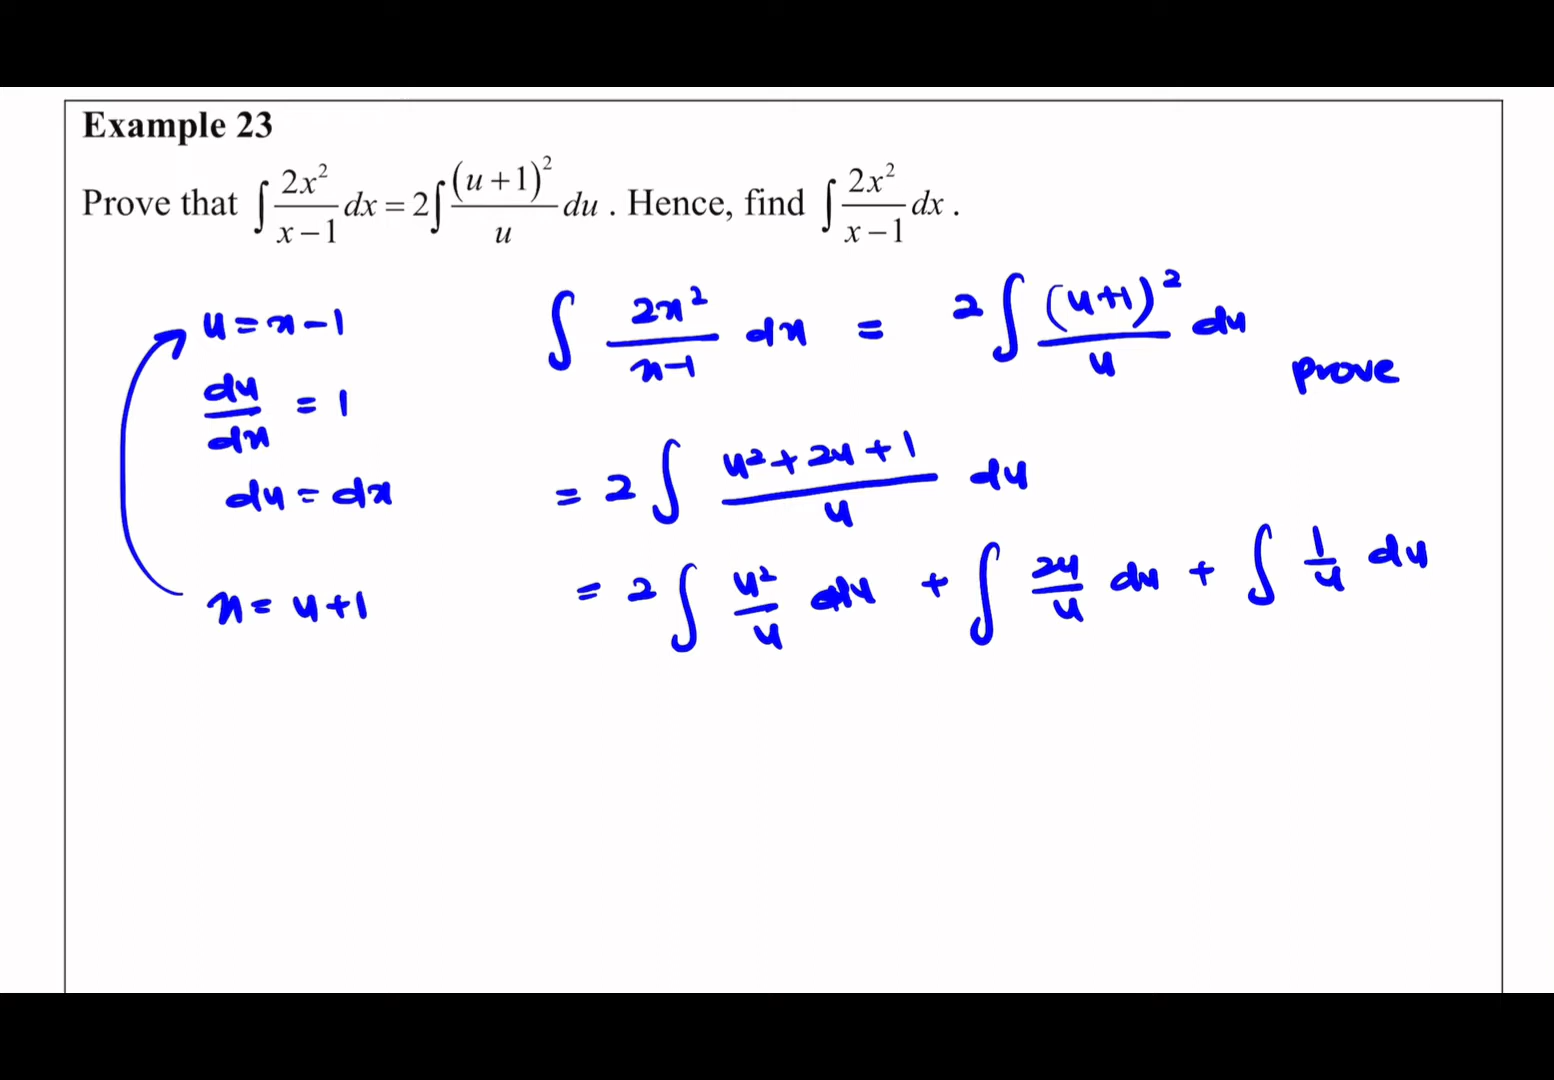 Example 23
Prove that ∫ 2x²/(x−1) dx = 2∫ (u+1)²/u du . Hence, find ∫ 2x²/(x−1) dx .
u = x − 1
du/dx = 1
du = dx
x = u + 1
∫ 2x²/(x−1) dx = 2∫ (u+1)²/u du
prove
= 2∫ (u² + 2u + 1)/u du
= 2∫ u²/u du + ∫ 2u/u du + ∫ 1/u du